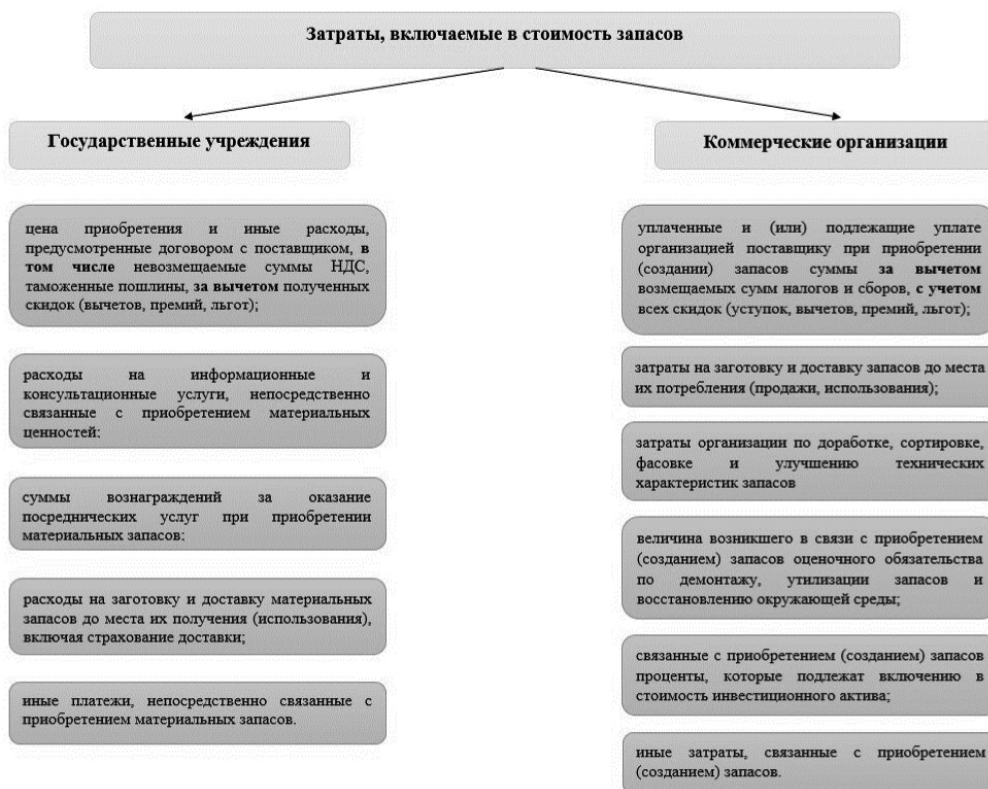 Затраты, включаемые в стоимость запасов
Государственные учреждения
цена приобретения и иные расходы,
предусмотренные договором с поставщиком, в
том числе невозмещаемые суммы НДС,
таможенные пошлины, за вычетом полученных
скидок (вычетов, премий, льгот);
расходы на информационные и
консультационные услуги, непосредственно
связанные с приобретением материальных
ценностей;
суммы вознаграждений за оказание
посреднических услуг при приобретении
материальных запасов;
расходы на заготовку и доставку материальных
запасов до места их получения (использования),
включая страхование доставки;
иные платежи, непосредственно связанные с
приобретением материальных запасов.
Коммерческие организации
уплаченные и (или) подлежащие уплате
организацией поставщику при приобретении
(создании) запасов суммы за вычетом
возмещаемых сумм налогов и сборов, с учетом
всех скидок (уступок, вычетов, премий, льгот);
затраты на заготовку и доставку запасов до места
их потребления (продажи, использования);
затраты организации по доработке, сортировке,
фасовке и улучшению технических
характеристик запасов
величина возникшего в связи с приобретением
(созданием) запасов оценочного обязательства
по демонтажу, утилизации запасов и
восстановлению окружающей среды;
связанные с приобретением (созданием) запасов
проценты, которые подлежат включению в
стоимость инвестиционного актива;
иные затраты, связанные с приобретением
(созданием) запасов.